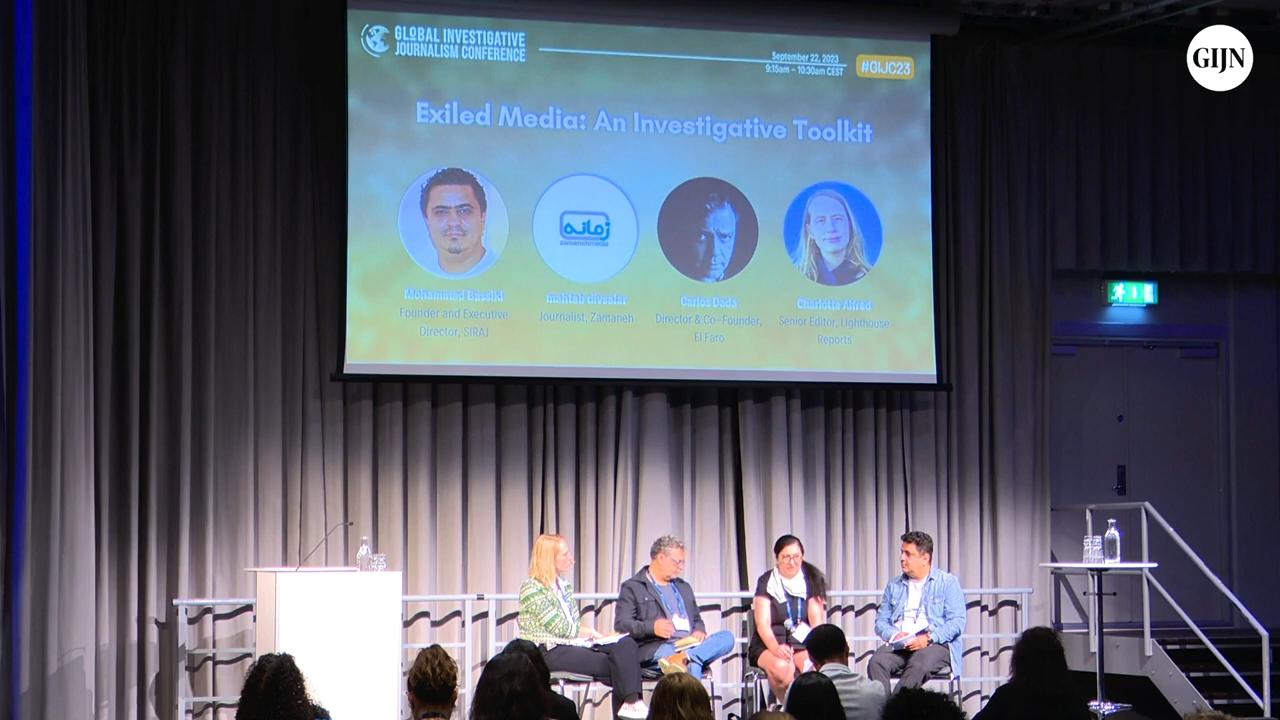 GLOBAL INVESTIGATIVE
JOURNALISM CONFERENCE
September 22, 2023
9:15am – 10:30am CEST
#GIJC23
GIJN
Exiled Media: An Investigative Toolkit
زمانه
zamanehmedia
Mohammad Bassiki
Founder and Executive
Director, SIRAJ
mahtab divsalar
Journalist, Zamaneh
Carlos Dada
Director & Co-Founder,
El Faro
Charlotte Alfred
Senior Editor, Lighthouse
Reports